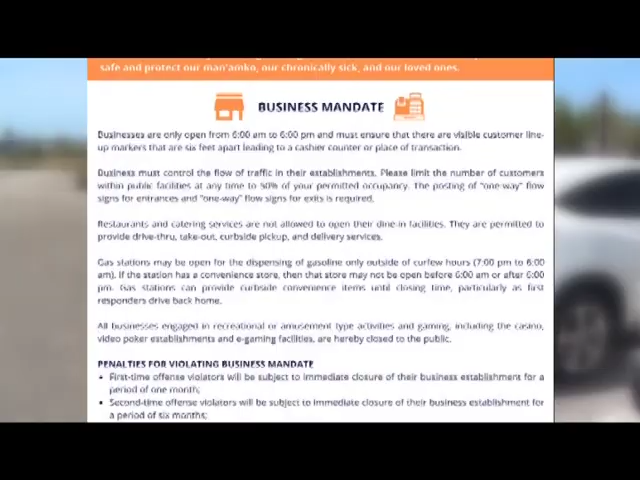 safe and protect our man'amko, our chronically sick, and our loved ones.
BUSINESS MANDATE
Businesses are only open from 6:00 am to 6:00 pm and must ensure that there are visible customer line-
up markers that are six feet apart leading to a cashier counter or place of transaction.
Business must control the flow of traffic in their establishments. Please limit the number of customers
within public facilities at any time to 50% of your permitted occupancy. The posting of "one-way" flow
signs for entrances and "one-way" flow signs for exits is required.
Restaurants and catering services are not allowed to open their dine-in facilities. They are permitted to
provide drive-thru, take-out, curbside pickup, and delivery services.
Gas stations may be open for the dispensing of gasoline only outside of curfew hours (7:00 pm to 6:00
am). If the station has a convenience store, then that store may not be open before 6:00 am or after 6:00
pm. Gas stations can provide curbside convenience items until closing time, particularly as first
responders drive back home.
All businesses engaged in recreational or amusement type activities and gaming, including the casino,
video poker establishments and e-gaming facilities, are hereby closed to the public.
PENALTIES FOR VIOLATING BUSINESS MANDATE
• First-time offense violators will be subject to immediate closure of their business establishment for a
period of one month;
• Second-time offense violators will be subject to immediate closure of their business establishment for
a period of six months;